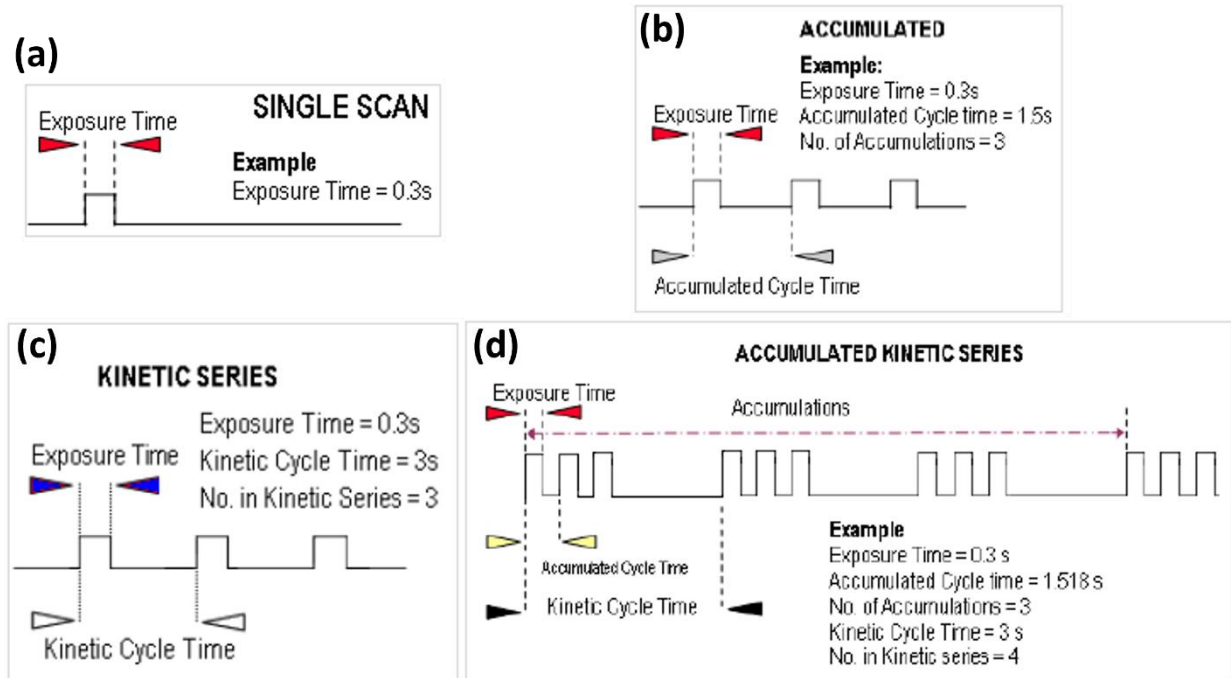 (a)
SINGLE SCAN
Exposure Time
Example
Exposure Time = 0.3s
(b)
ACCUMULATED
Example:
Exposure Time = 0.3s
Accumulated Cycle time = 1.5s
No. of Accumulations = 3
Exposure Time
Accumulated Cycle Time
(c)
KINETIC SERIES
Exposure Time = 0.3s
Kinetic Cycle Time = 3s
No. in Kinetic Series = 3
Exposure Time
Kinetic Cycle Time
(d)
ACCUMULATED KINETIC SERIES
Exposure Time
Accumulations
Accumulated Cycle Time
Kinetic Cycle Time
Example
Exposure Time = 0.3 s
Accumulated Cycle time = 1.518 s
No. of Accumulations = 3
Kinetic Cycle Time = 3 s
No. in Kinetic series = 4